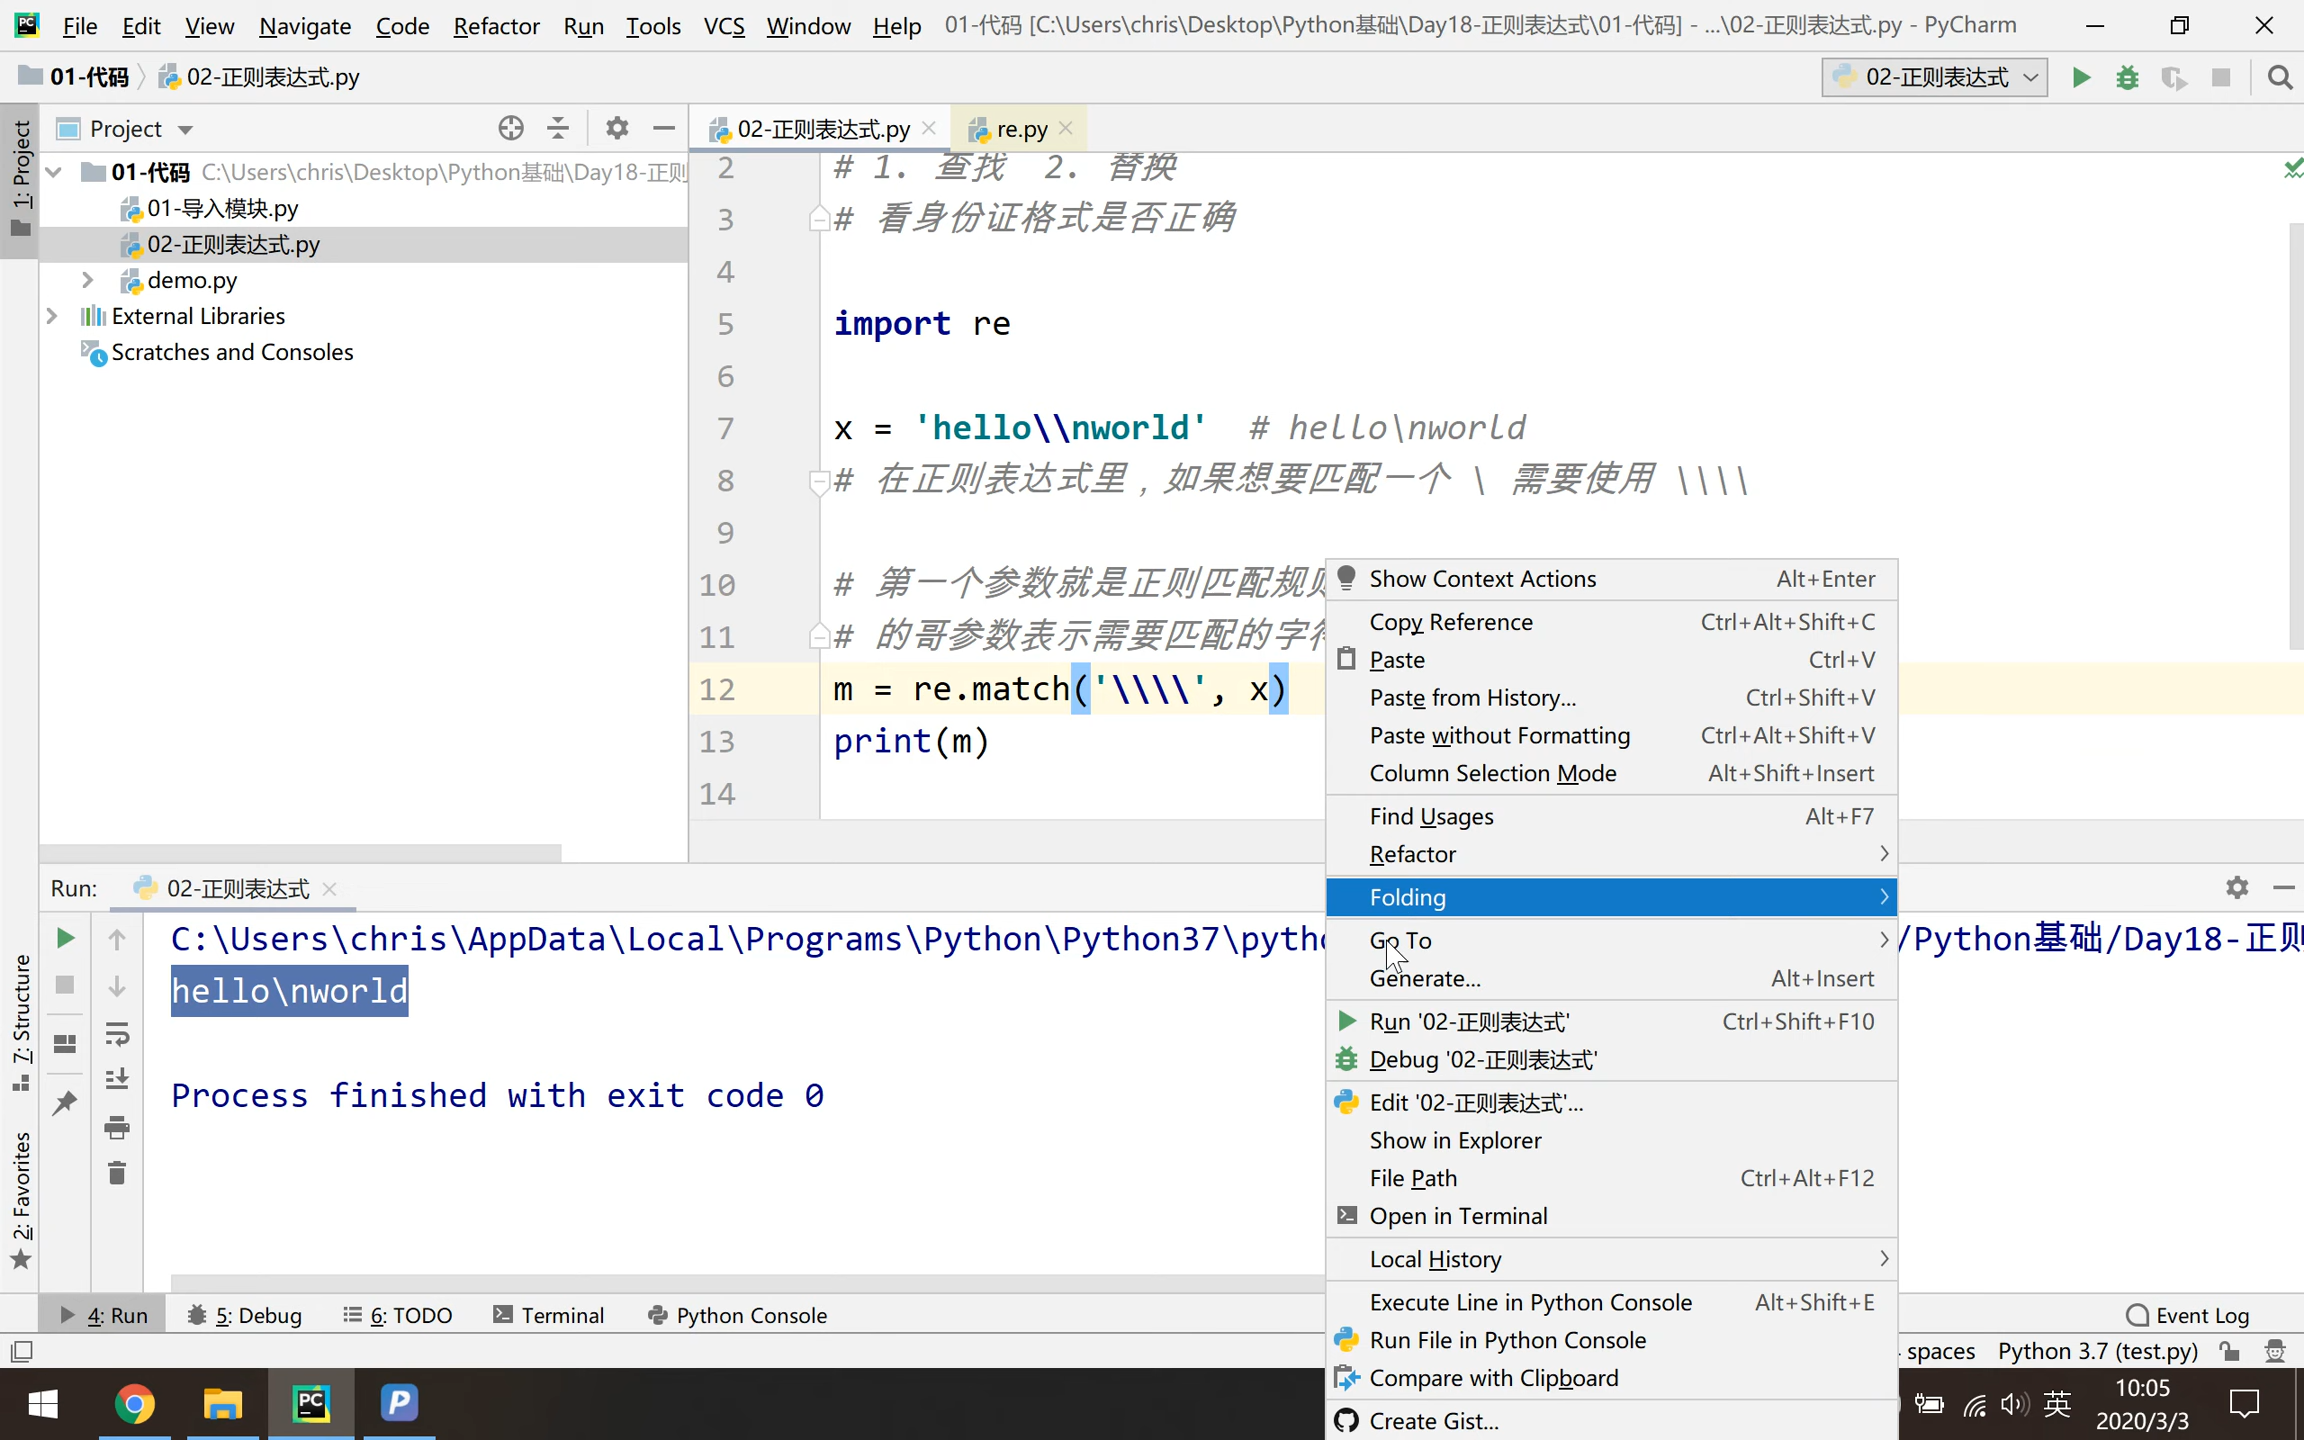 File Edit View Navigate Code Refactor Run Tools VCS Window Help 01-代码 [C:\Users\chris\Desktop\Python基础\Day18-正则表达式\01-代码] - ...\02-正则表达式.py - PyCharm
01-代码 02-正则表达式.py 02-正则表达式
1: Project
Project
02-正则表达式.py re.py
01-代码 C:\Users\chris\Desktop\Python基础\Day18-正则
01-导入模块.py
02-正则表达式.py
demo.py
External Libraries
Scratches and Consoles
2 # 1. 查找 2. 替换
3 # 看身份证格式是否正确
4
5 import re
6
7 x = 'hello\\nworld' # hello\nworld
8 # 在正则表达式里，如果想要匹配一个 \ 需要使用 \\\\
9
10 # 第一个参数就是正则匹配规则
11 # 的哥参数表示需要匹配的字符
12 m = re.match('\\\\', x)
13 print(m)
14
Show Context Actions Alt+Enter
Copy Reference Ctrl+Alt+Shift+C
Paste Ctrl+V
Paste from History... Ctrl+Shift+V
Paste without Formatting Ctrl+Alt+Shift+V
Column Selection Mode Alt+Shift+Insert
Find Usages Alt+F7
Refactor
Folding
Go To
Generate... Alt+Insert
Run '02-正则表达式' Ctrl+Shift+F10
Debug '02-正则表达式'
Edit '02-正则表达式'...
Show in Explorer
File Path Ctrl+Alt+F12
Open in Terminal
Local History
Execute Line in Python Console Alt+Shift+E
Run File in Python Console
Compare with Clipboard
Create Gist...
Run: 02-正则表达式
C:\Users\chris\AppData\Local\Programs\Python\Python37\pytho /Python基础/Day18-正则
hello\nworld
Process finished with exit code 0
7: Structure
2: Favorites
4: Run 5: Debug 6: TODO Terminal Python Console Event Log
spaces Python 3.7 (test.py)
英 10:05
2020/3/3